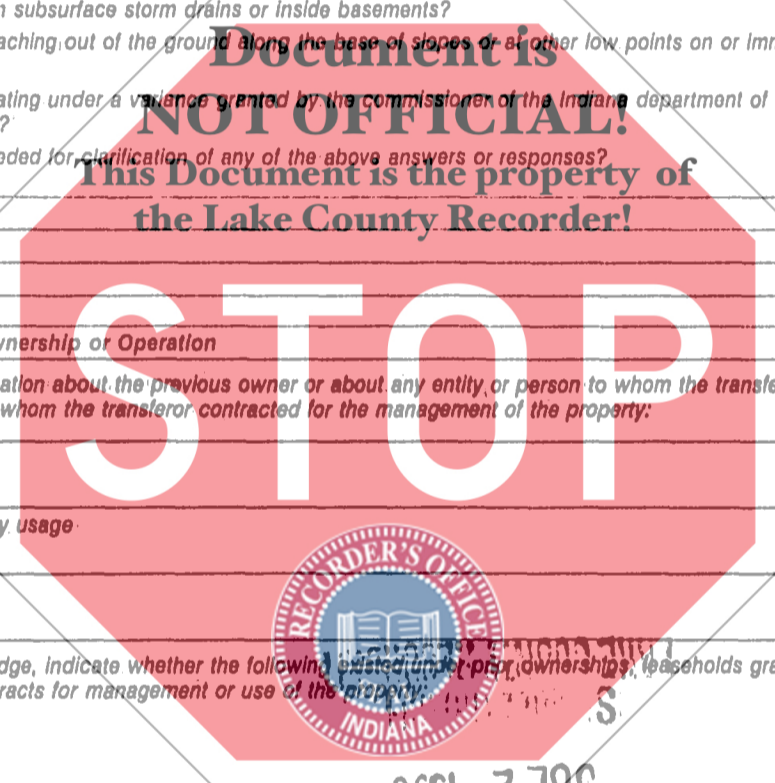 n subsurface storm drains or inside basements?
Document is
aching out of the ground along the base of slopes or at other low points on or imm
ating under a variance granted by the commissioner of the Indiana department of
NOT OFFICIAL!
?
eded for clarification of any of the above answers or responses?
This Document is the property of
the Lake County Recorder!
STOP
wnership or Operation
ation about the previous owner or about any entity or person to whom the transfe
whom the transferor contracted for the management of the property:
y usage
RECORDER'S OFFICE
INDIANA
dge, indicate whether the following existed under prior ownerships, leaseholds gra
racts for management or use of the property:
S